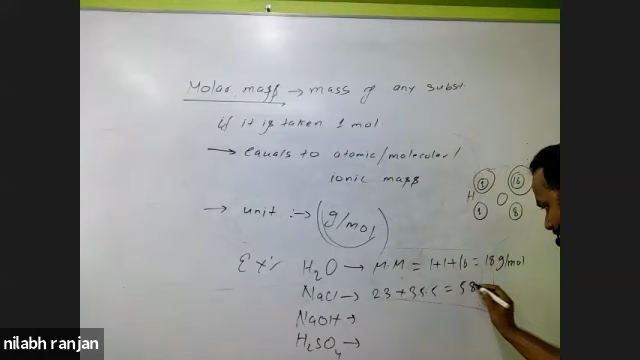 Molar mass → mass of any subst.
if it is taken 1 mol.
→ equals to atomic/molecular/
ionic mass
→ unit :→ (g/mol)
H 1 1 O 16 8
Ex:- H₂O → M.M = 1+1+16 = 18 g/mol
NaCl → 23 + 35.5 = 58
NaOH →
H₂SO₄ →
nilabh ranjan